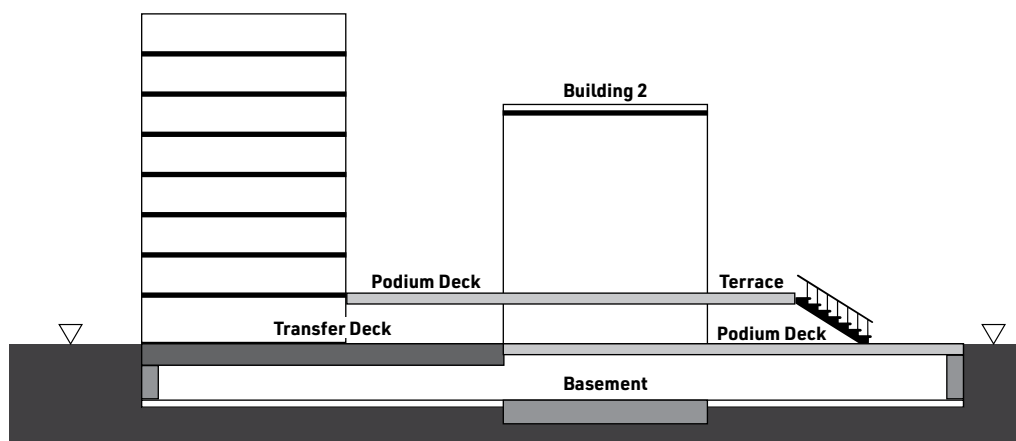 Building 2
Podium Deck
Terrace
Transfer Deck
Podium Deck
Basement